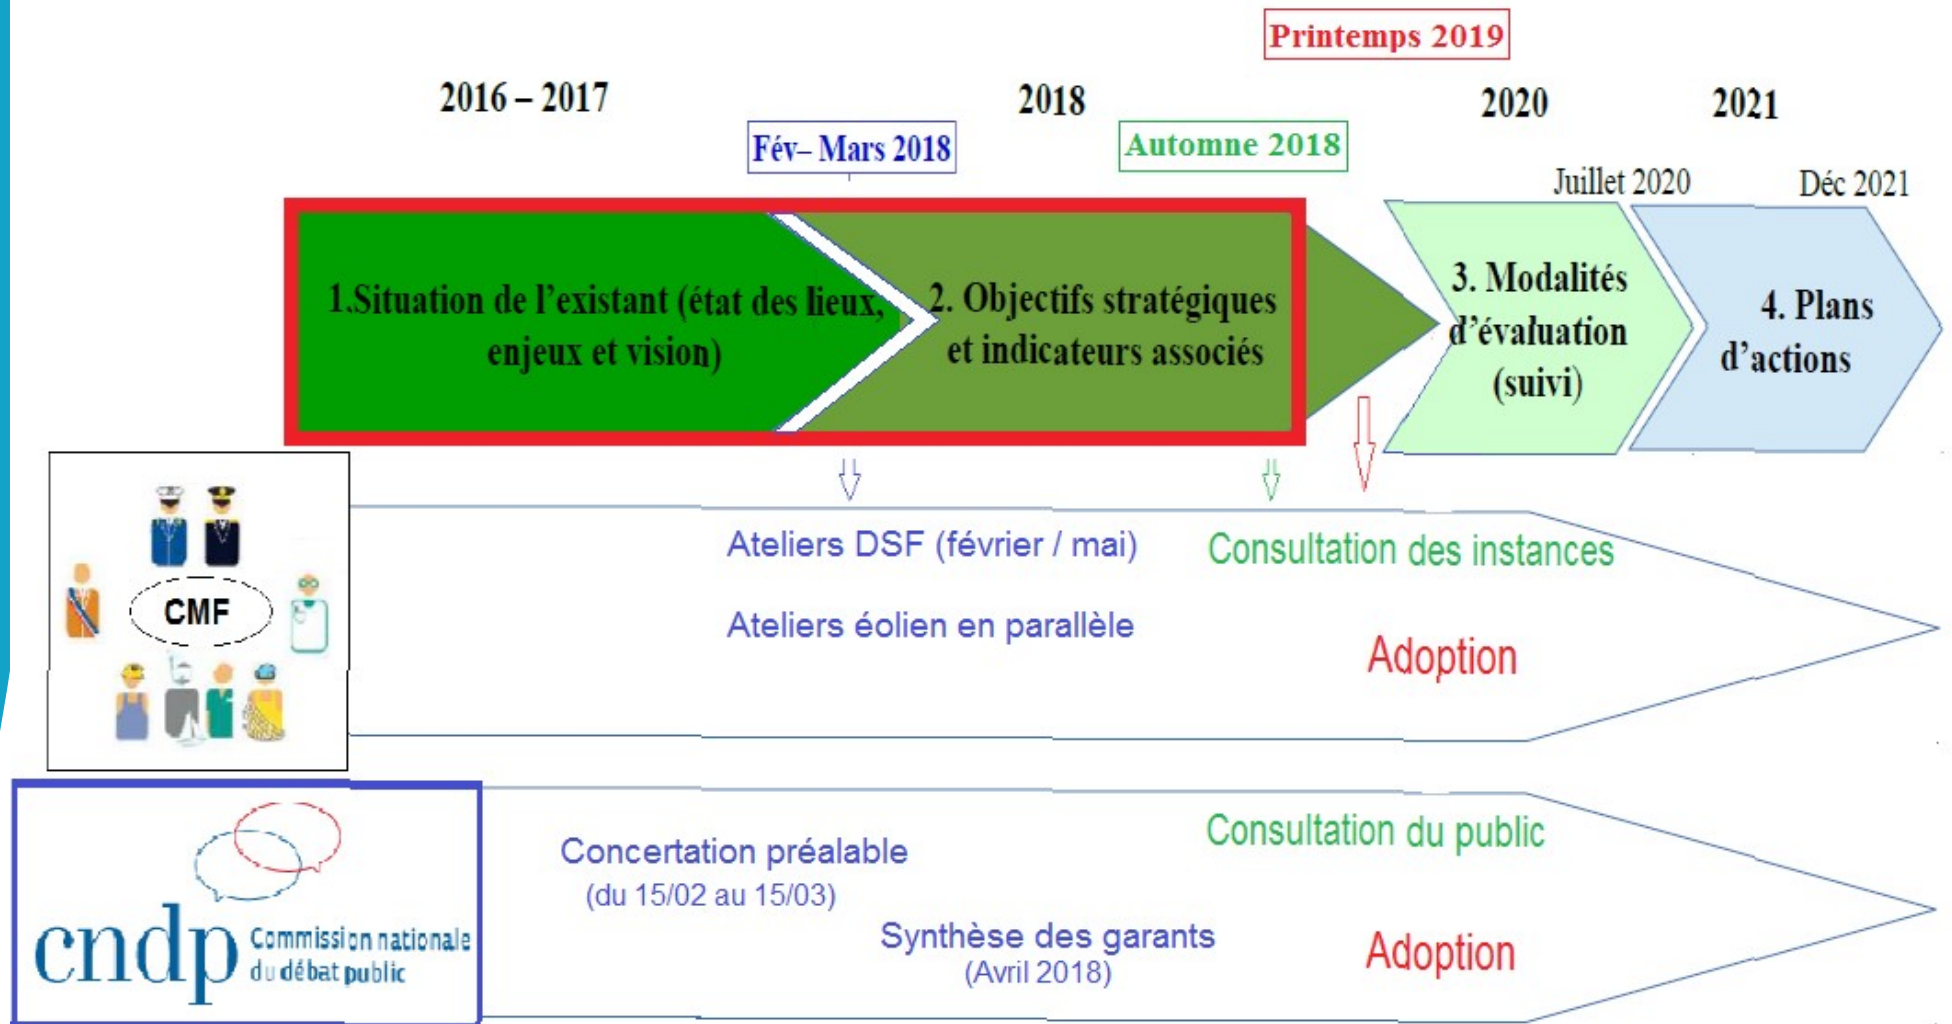 Printemps 2019
2016 – 2017
2018
2020
2021
Fév– Mars 2018
Automne 2018
Juillet 2020
Déc 2021
1.Situation de l’existant (état des lieux,
enjeux et vision)
2. Objectifs stratégiques
et indicateurs associés
3. Modalités
d’évaluation
(suivi)
4. Plans
d’actions
CMF
Ateliers DSF (février / mai)
Ateliers éolien en parallèle
Consultation des instances
Adoption
cndp
Commission nationale
du débat public
Concertation préalable
(du 15/02 au 15/03)
Synthèse des garants
(Avril 2018)
Consultation du public
Adoption